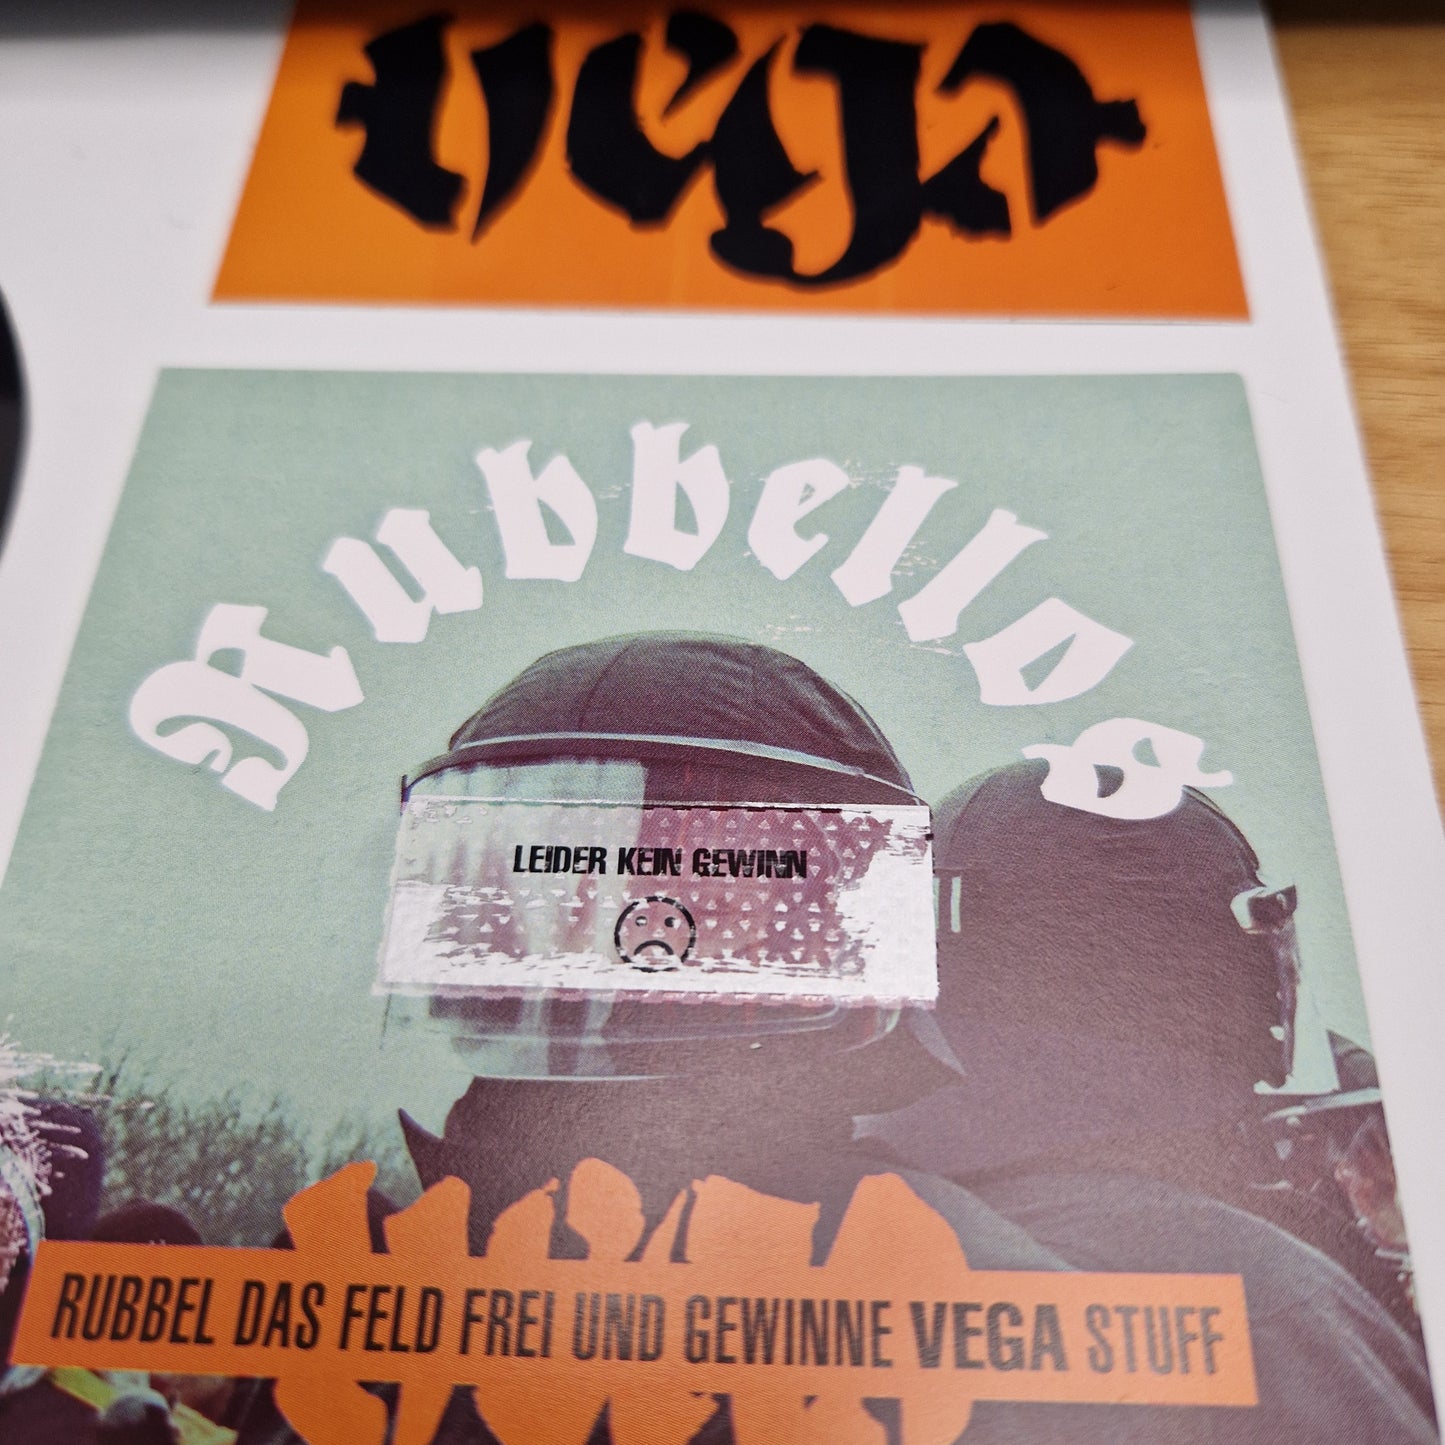 vega
Rubbellos
LEIDER KEIN GEWINN
RUBBEL DAS FELD FREI UND GEWINNE VEGA STUFF